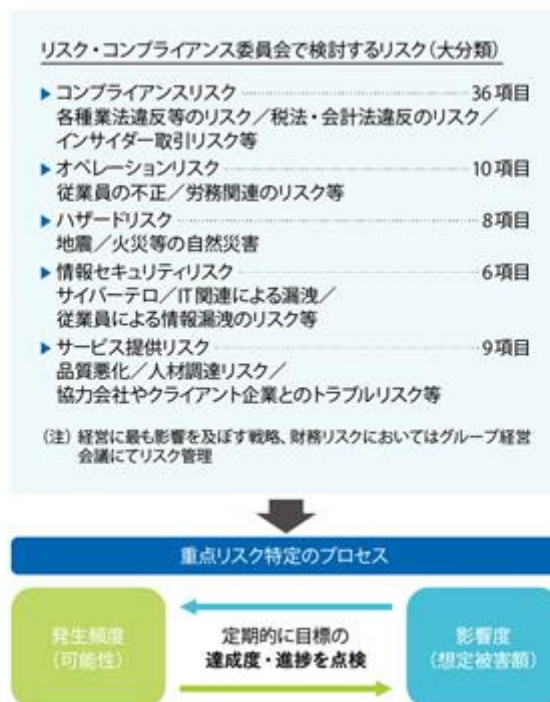 リスク・コンプライアンス委員会で検討するリスク（大分類）
▶ コンプライアンスリスク 36項目
各種業法違反等のリスク／税法・会計法違反のリスク／
インサイダー取引リスク等
▶ オペレーションリスク 10項目
従業員の不正／労務関連のリスク等
▶ ハザードリスク 8項目
地震／火災等の自然災害
▶ 情報セキュリティリスク 6項目
サイバーテロ／IT関連による漏洩／
従業員による情報漏洩のリスク等
▶ サービス提供リスク 9項目
品質悪化／人材調達リスク／
協力会社やクライアント企業とのトラブルリスク等
（注）経営に最も影響を及ぼす戦略、財務リスクにおいてはグループ経営
会議にてリスク管理
重点リスク特定のプロセス
発生頻度
（可能性）
定期的に目標の
達成度・進捗を点検
影響度
（想定被害額）